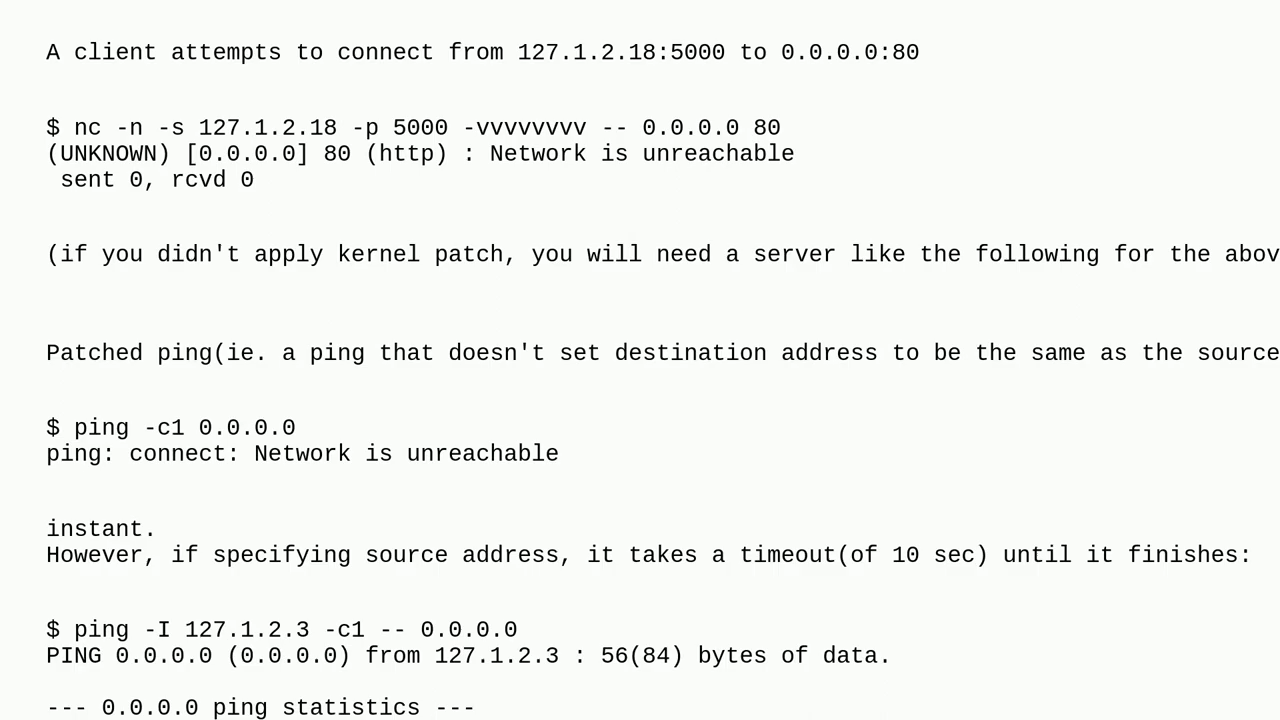 A client attempts to connect from 127.1.2.18:5000 to 0.0.0.0:80
$ nc -n -s 127.1.2.18 -p 5000 -vvvvvvvv -- 0.0.0.0 80
(UNKNOWN) [0.0.0.0] 80 (http) : Network is unreachable
sent 0, rcvd 0
(if you didn't apply kernel patch, you will need a server like the following for the abov
Patched ping(ie. a ping that doesn't set destination address to be the same as the source
$ ping -c1 0.0.0.0
ping: connect: Network is unreachable
instant.
However, if specifying source address, it takes a timeout(of 10 sec) until it finishes:
$ ping -I 127.1.2.3 -c1 -- 0.0.0.0
PING 0.0.0.0 (0.0.0.0) from 127.1.2.3 : 56(84) bytes of data.
--- 0.0.0.0 ping statistics ---